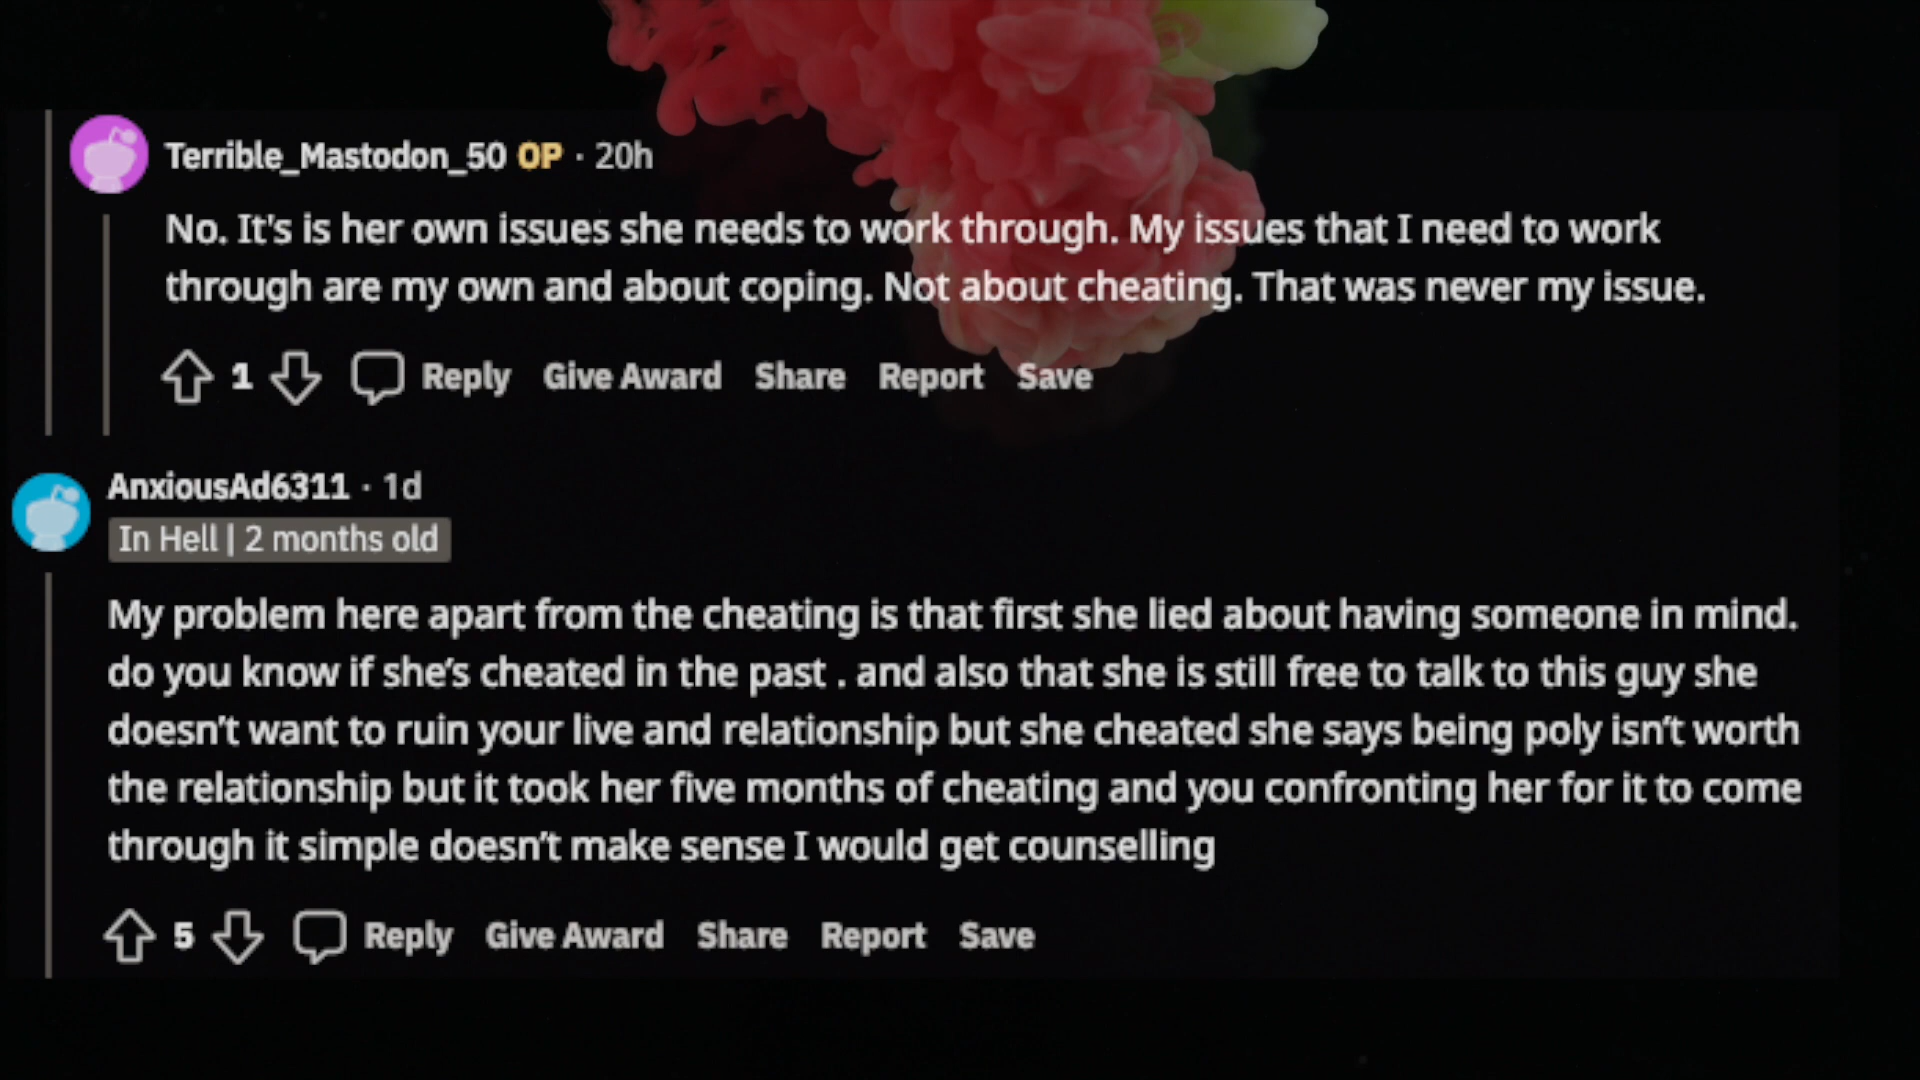 Terrible_Mastodon_50 OP · 20h
No. It's is her own issues she needs to work through. My issues that I need to work
through are my own and about coping. Not about cheating. That was never my issue.
1 Reply Give Award Share Report Save
AnxiousAd6311 · 1d
In Hell | 2 months old
My problem here apart from the cheating is that first she lied about having someone in mind.
do you know if she’s cheated in the past . and also that she is still free to talk to this guy she
doesn’t want to ruin your live and relationship but she cheated she says being poly isn’t worth
the relationship but it took her five months of cheating and you confronting her for it to come
through it simple doesn’t make sense I would get counselling
5 Reply Give Award Share Report Save